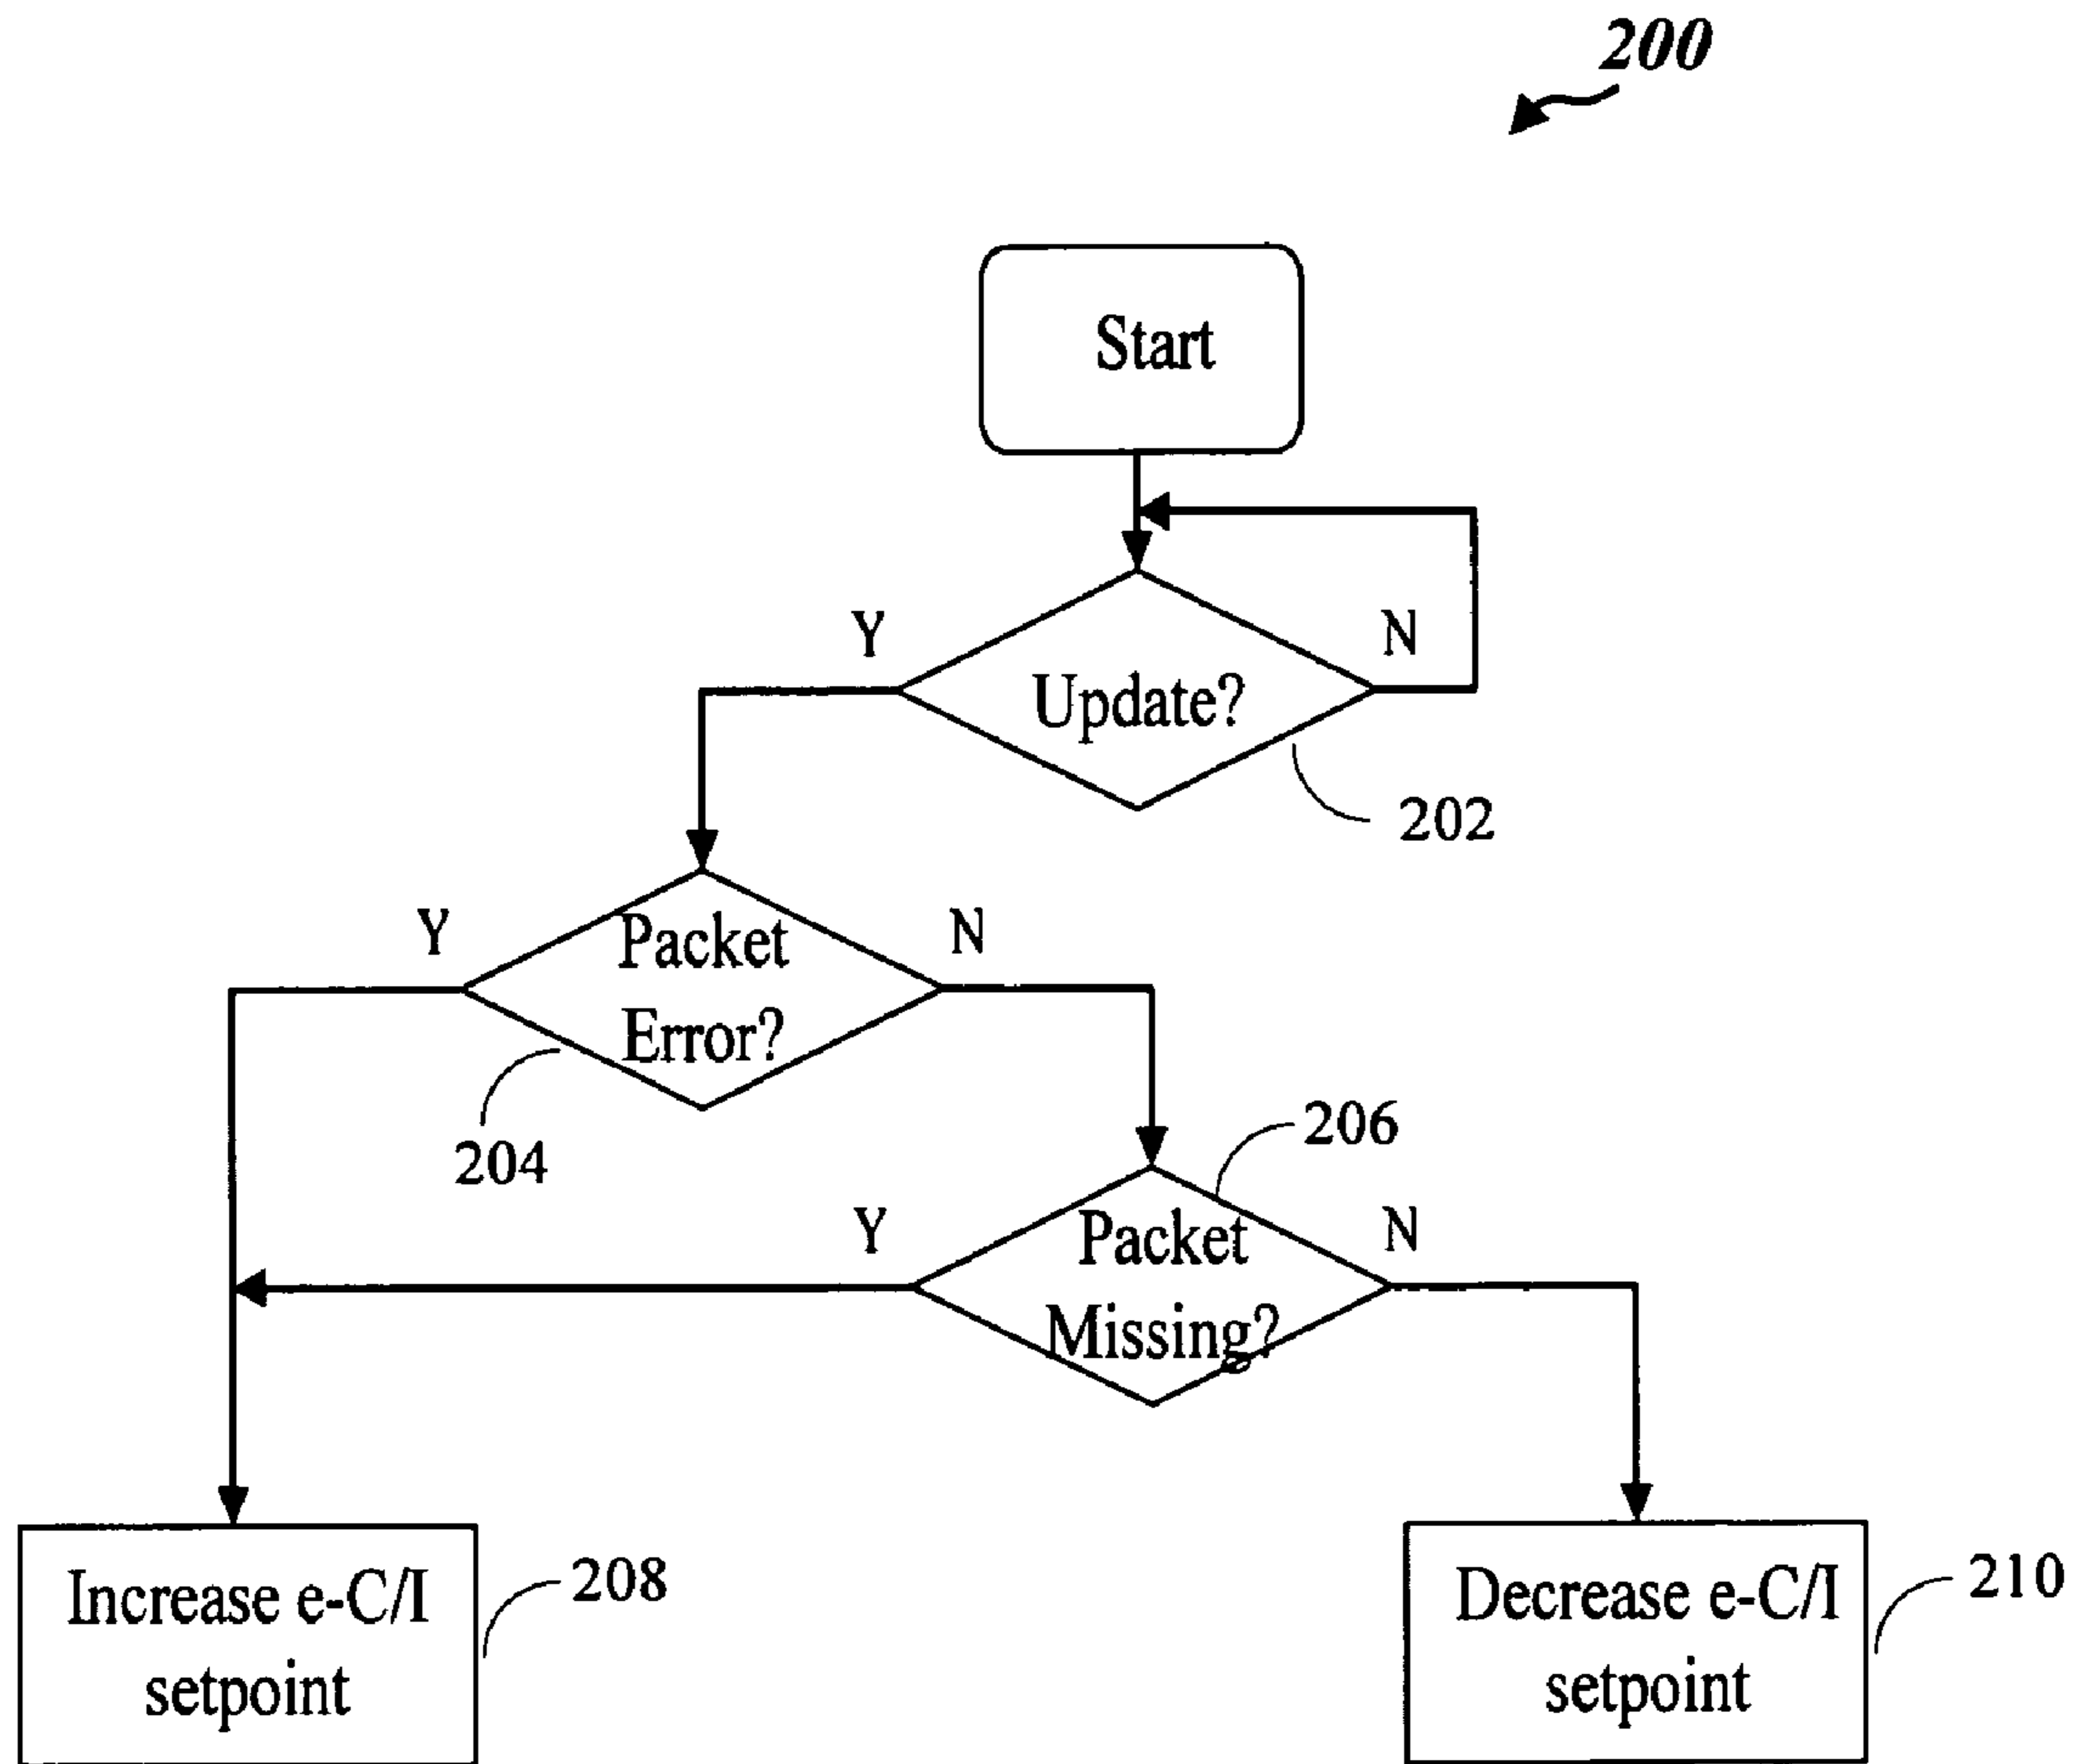 200
Start
Y
N
Update?
202
Y
Packet
N
Error?
204
206
Y
Packet
N
Missing?
Increase e-C/I
setpoint
208
Decrease e-C/I
setpoint
210